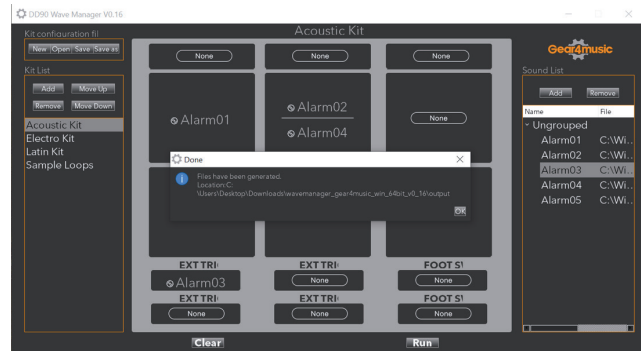 DD90 Wave Manager V0.16
Kit configuration fil
Acoustic Kit
New Open Save Save as
Gear4music
Kit List
Sound List
Add Move Up
Remove Move Down
Acoustic Kit
Electro Kit
Latin Kit
Sample Loops
None None None
Alarm01
Alarm02
Alarm04
None
Add Remove
Name File
Ungrouped
Alarm01 C:\Wi...
Alarm02 C:\Wi...
Alarm03 C:\Wi...
Alarm04 C:\Wi...
Alarm05 C:\Wi...
Done
Files have been generated.
Location:C:
\Users\Desktop\Downloads\wavemanager_gear4music_win_64bit_v0_16\output
OK
EXT TRI EXT TRI FOOT S
Alarm03 None None
EXT TRI EXT TRI FOOT S
None None None
Clear Run